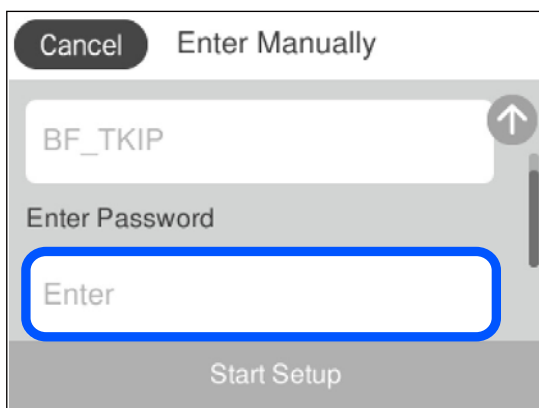 Cancel Enter Manually
BF_TKIP
Enter Password
Enter
Start Setup